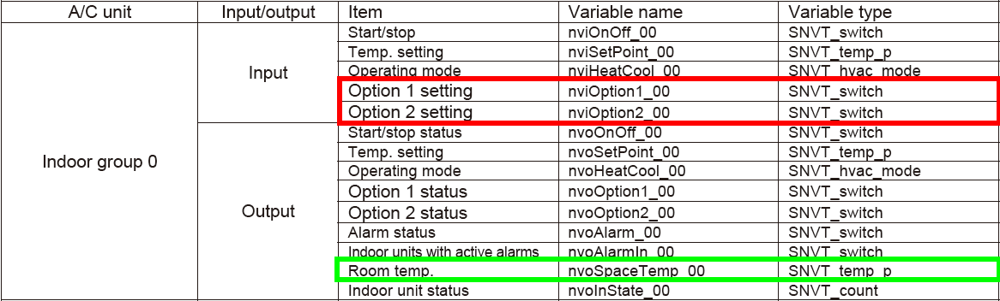 A/C unit Input/output Item Variable name Variable type
Start/stop nviOnOff_00 SNVT_switch
Temp. setting nviSetPoint_00 SNVT_temp_p
Input Operating mode nviHeatCool_00 SNVT_hvac_mode
Option 1 setting nviOption1_00 SNVT_switch
Option 2 setting nviOption2_00 SNVT_switch
Start/stop status nvoOnOff_00 SNVT_switch
Indoor group 0 Temp. setting nvoSetPoint_00 SNVT_temp_p
Operating mode nvoHeatCool_00 SNVT_hvac_mode
Option 1 status nvoOption1_00 SNVT_switch
Output Option 2 status nvoOption2_00 SNVT_switch
Alarm status nvoAlarm_00 SNVT_switch
Indoor units with active alarms nvoAlarmIn_00 SNVT_switch
Room temp. nvoSpaceTemp_00 SNVT_temp_p
Indoor unit status nvoInState_00 SNVT_count